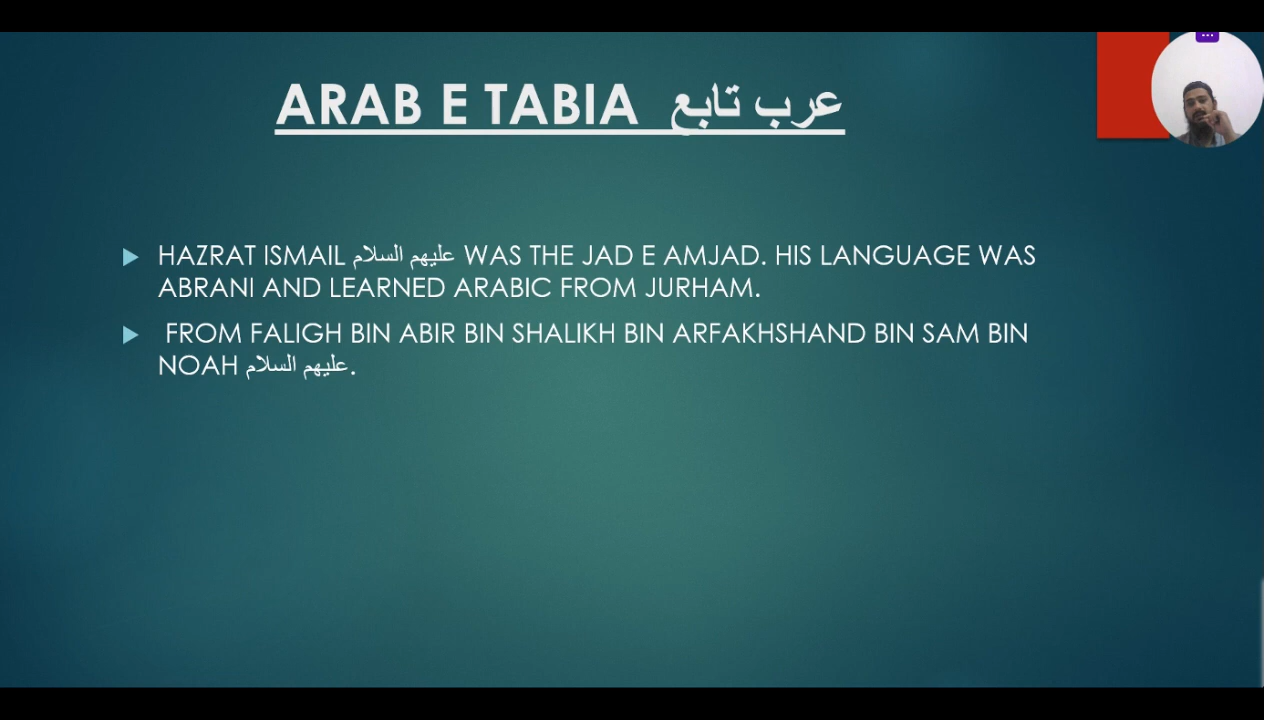 ARAB E TABIA عرب تابع
HAZRAT ISMAIL عليهم السلام WAS THE JAD E AMJAD. HIS LANGUAGE WAS
ABRANI AND LEARNED ARABIC FROM JURHAM.
FROM FALIGH BIN ABIR BIN SHALIKH BIN ARFAKHSHAND BIN SAM BIN
NOAH عليهم السلام.